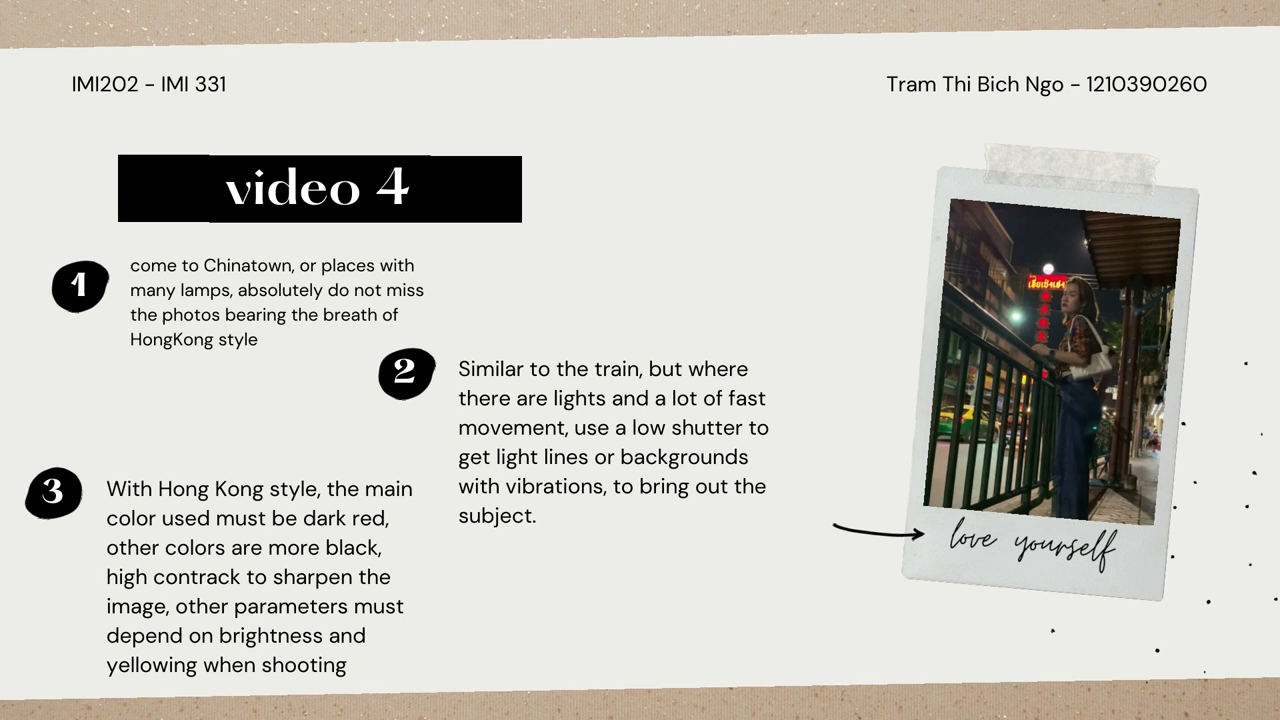 IMI202 - IMI 331
Tram Thi Bich Ngo - 1210390260
video 4
1
come to Chinatown, or places with
many lamps, absolutely do not miss
the photos bearing the breath of
HongKong style
2
Similar to the train, but where
there are lights and a lot of fast
movement, use a low shutter to
get light lines or backgrounds
with vibrations, to bring out the
subject.
3
With Hong Kong style, the main
color used must be dark red,
other colors are more black,
high contrack to sharpen the
image, other parameters must
depend on brightness and
yellowing when shooting
love yourself